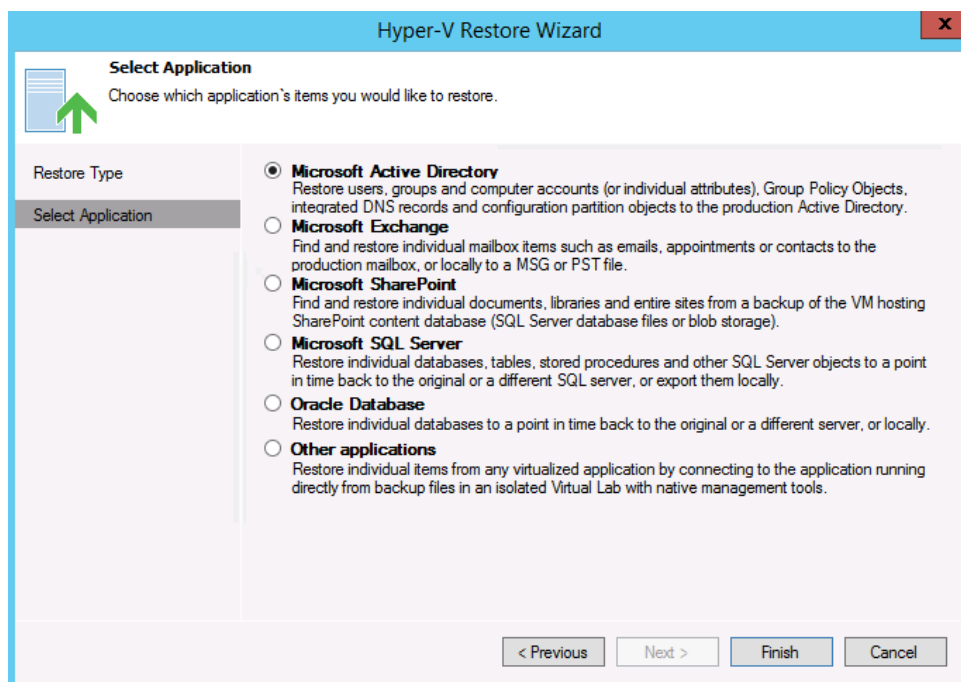 Hyper-V Restore Wizard
x
Select Application
Choose which application`s items you would like to restore.
Restore Type
Select Application
Microsoft Active Directory
Restore users, groups and computer accounts (or individual attributes), Group Policy Objects,
integrated DNS records and configuration partition objects to the production Active Directory.
Microsoft Exchange
Find and restore individual mailbox items such as emails, appointments or contacts to the
production mailbox, or locally to a MSG or PST file.
Microsoft SharePoint
Find and restore individual documents, libraries and entire sites from a backup of the VM hosting
SharePoint content database (SQL Server database files or blob storage).
Microsoft SQL Server
Restore individual databases, tables, stored procedures and other SQL Server objects to a point
in time back to the original or a different SQL server, or export them locally.
Oracle Database
Restore individual databases to a point in time back to the original or a different server, or locally.
Other applications
Restore individual items from any virtualized application by connecting to the application running
directly from backup files in an isolated Virtual Lab with native management tools.
< Previous
Next >
Finish
Cancel